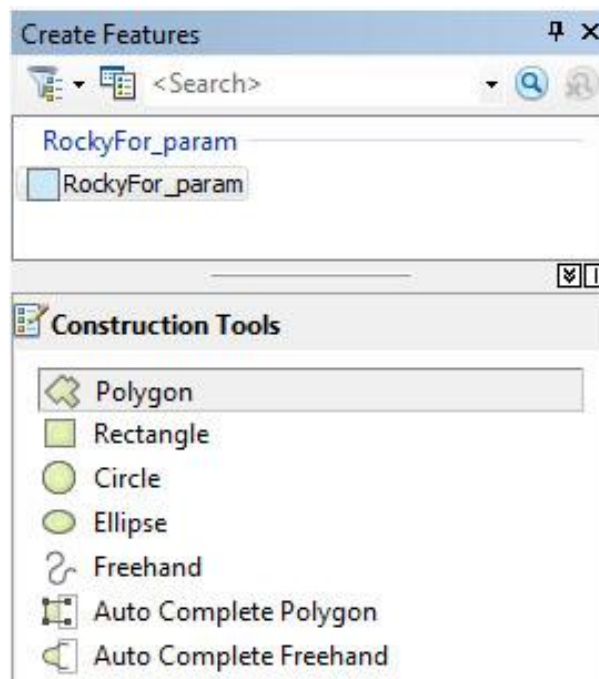 Create Features
<Search>
RockyFor_param
RockyFor_param
Construction Tools
Polygon
Rectangle
Circle
Ellipse
Freehand
Auto Complete Polygon
Auto Complete Freehand